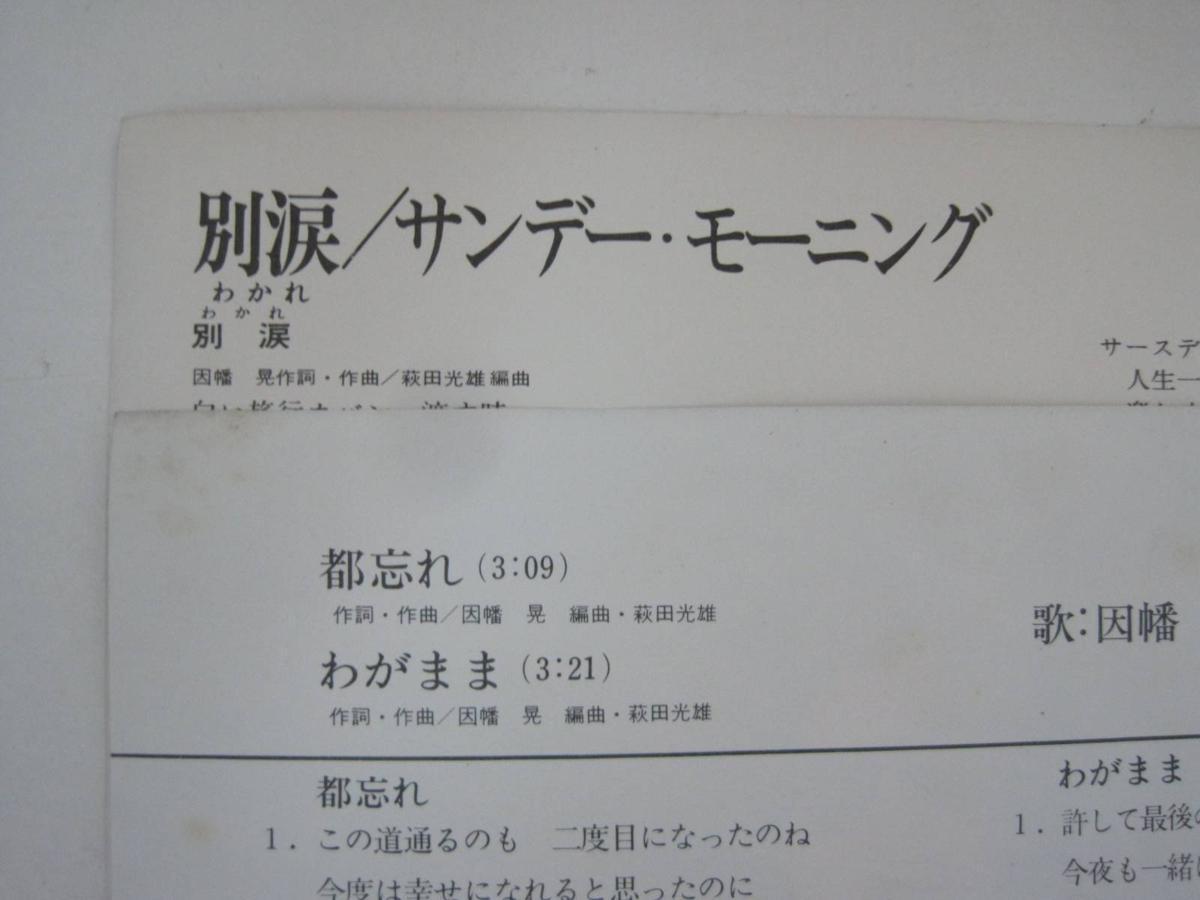 別涙/サンデー・モーニング
わかれ
わかれ
別 涙
因幡 晃作詞・作曲/萩田光雄編曲
サースデ
人生一
都忘れ(3:09)
作詞・作曲/因幡 晃 編曲・萩田光雄
わがまま(3:21)
作詞・作曲/因幡 晃 編曲・萩田光雄
歌:因幡
都忘れ
1. この道通るのも 二度目になったのね
今度は幸せになれると思ったのに
わがまま
1. 許して最後の
今夜も一緒に